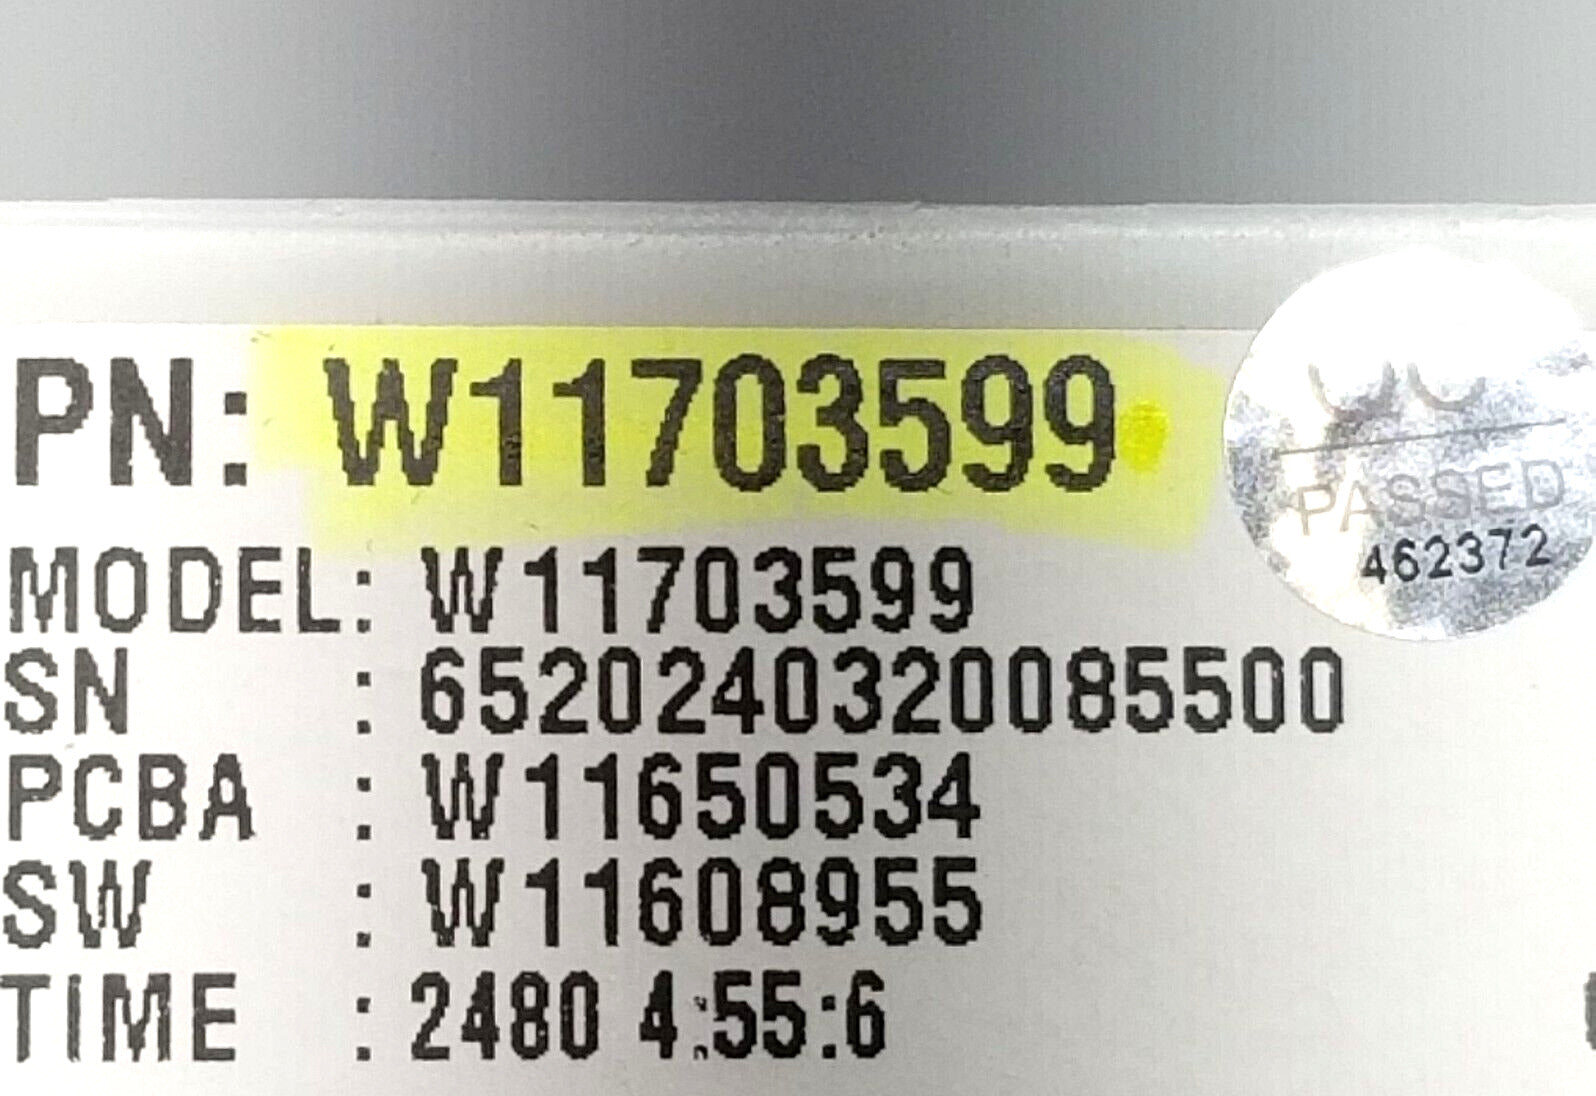 PN: W11703599
MODEL: W11703599
SN : 6520240320085500
PCBA : W11650534
SW : W11608955
TIME : 2480 4:55:6
PASSED
462372